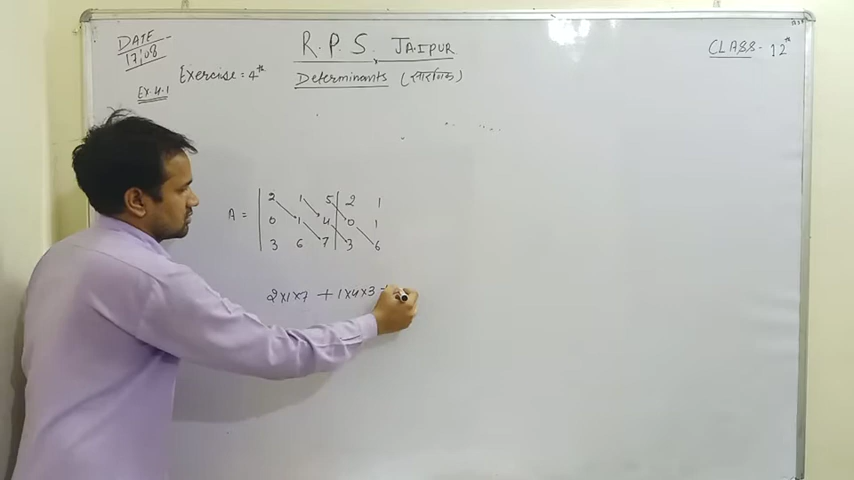 DATE - R.P.S. JAIPUR CLASS - 12th
17/08
Exercise = 4th Determinants (सारणिक)
Ex. 4.1
2 1 5 2 1
A = 0 1 4 0 1
3 6 7 3 6
2×1×7 + 1×4×3 +